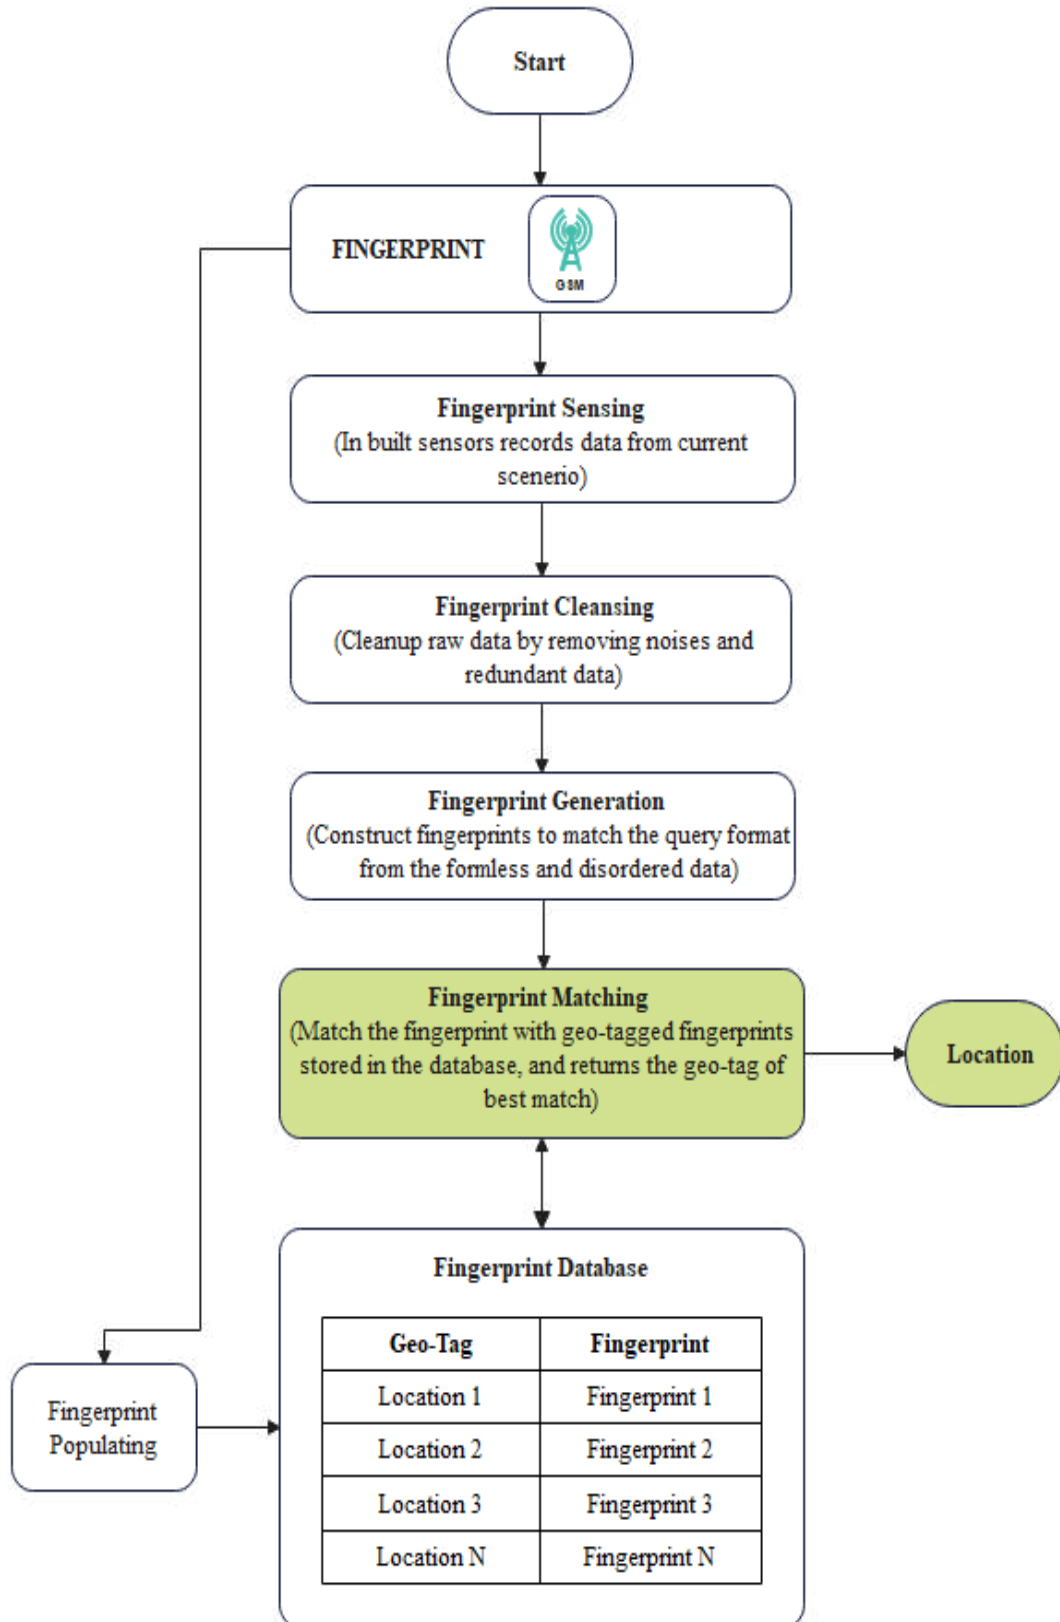 Start
FINGERPRINT
GSM
Fingerprint Sensing
(In built sensors records data from current
scenerio)
Fingerprint Cleansing
(Cleanup raw data by removing noises and
redundant data)
Fingerprint Generation
(Construct fingerprints to match the query format
from the formless and disordered data)
Fingerprint Matching
(Match the fingerprint with geo-tagged fingerprints
stored in the database, and returns the geo-tag of
best match)
Location
Fingerprint Database
Geo-Tag Fingerprint
Location 1 Fingerprint 1
Location 2 Fingerprint 2
Location 3 Fingerprint 3
Location N Fingerprint N
Fingerprint
Populating